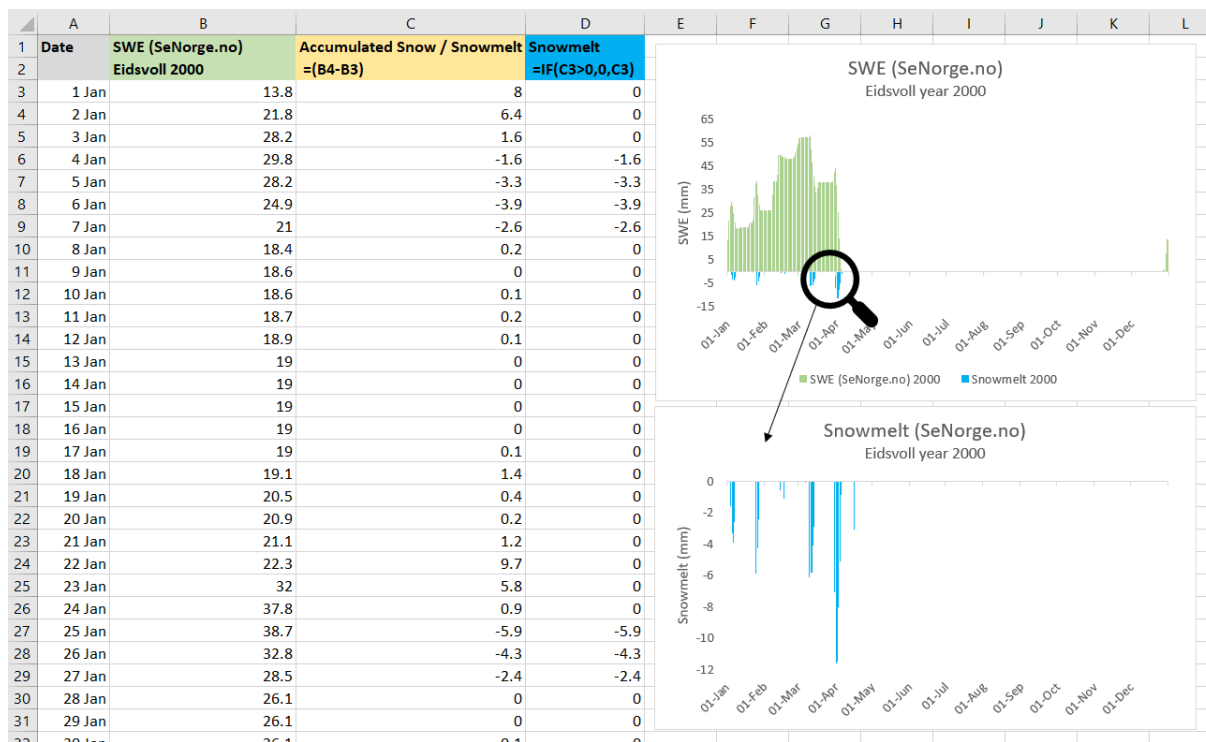 A B C D E F G H I J K L
1 Date SWE (SeNorge.no) Accumulated Snow / Snowmelt Snowmelt
2 Eidsvoll 2000 =(B4-B3) =IF(C3>0,0,C3)
3 1 Jan 13.8 8 0
4 2 Jan 21.8 6.4 0
5 3 Jan 28.2 1.6 0
6 4 Jan 29.8 -1.6 -1.6
7 5 Jan 28.2 -3.3 -3.3
8 6 Jan 24.9 -3.9 -3.9
9 7 Jan 21 -2.6 -2.6
10 8 Jan 18.4 0.2 0
11 9 Jan 18.6 0 0
12 10 Jan 18.6 0.1 0
13 11 Jan 18.7 0.2 0
14 12 Jan 18.9 0.1 0
15 13 Jan 19 0 0
16 14 Jan 19 0 0
17 15 Jan 19 0 0
18 16 Jan 19 0 0
19 17 Jan 19 0.1 0
20 18 Jan 19.1 1.4 0
21 19 Jan 20.5 0.4 0
22 20 Jan 20.9 0.2 0
23 21 Jan 21.1 1.2 0
24 22 Jan 22.3 9.7 0
25 23 Jan 32 5.8 0
26 24 Jan 37.8 0.9 0
27 25 Jan 38.7 -5.9 -5.9
28 26 Jan 32.8 -4.3 -4.3
29 27 Jan 28.5 -2.4 -2.4
30 28 Jan 26.1 0 0
31 29 Jan 26.1 0 0
SWE (SeNorge.no)
Eidsvoll year 2000
65
55
45
35
25
15
5
-5
-15
SWE (mm)
01-Jan 01-Feb 01-Mar 01-Apr 01-May 01-Jun 01-Jul 01-Aug 01-Sep 01-Oct 01-Nov 01-Dec
SWE (SeNorge.no) 2000 Snowmelt 2000
Snowmelt (SeNorge.no)
Eidsvoll year 2000
0
-2
-4
-6
-8
-10
-12
Snowmelt (mm)
01-Jan 01-Feb 01-Mar 01-Apr 01-May 01-Jun 01-Jul 01-Aug 01-Sep 01-Oct 01-Nov 01-Dec